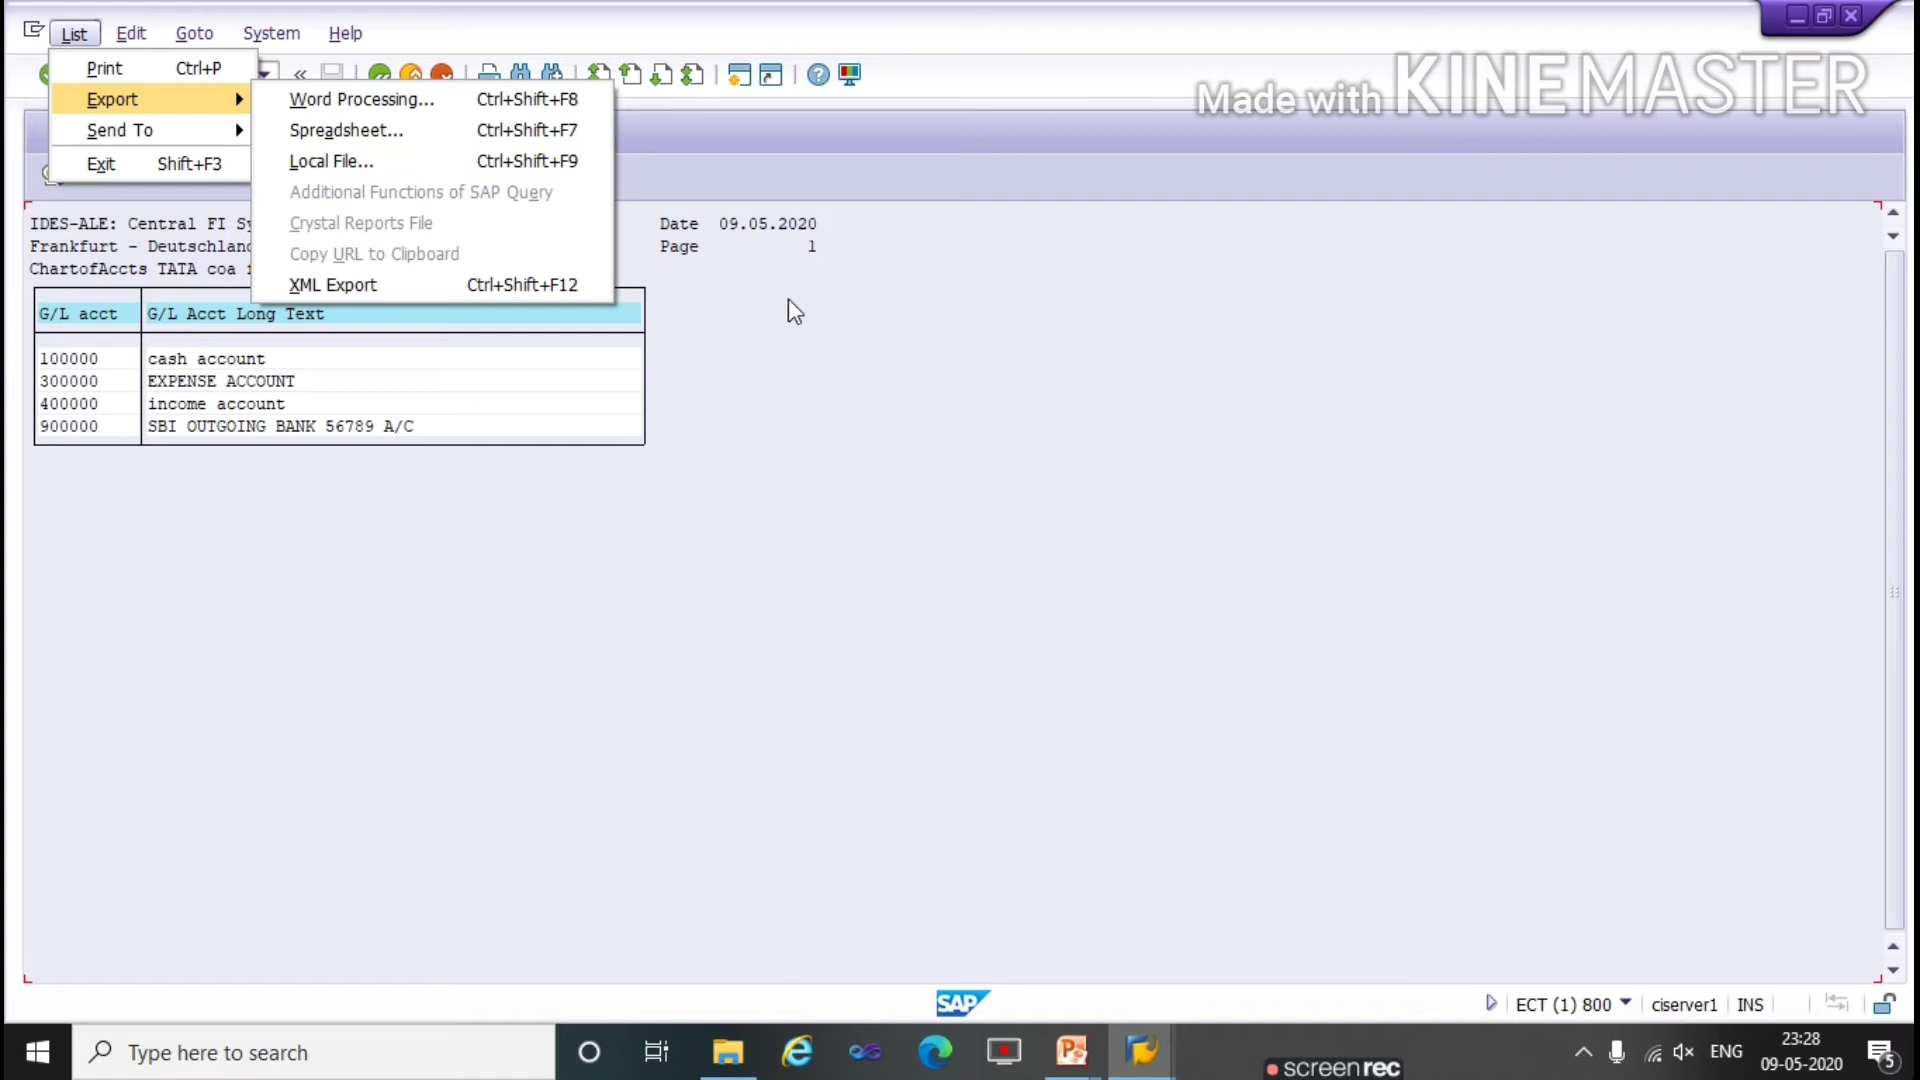 List Edit Goto System Help
Print Ctrl+P
Export
Send To
Exit Shift+F3
Word Processing... Ctrl+Shift+F8
Spreadsheet... Ctrl+Shift+F7
Local File... Ctrl+Shift+F9
Additional Functions of SAP Query
Crystal Reports File
Copy URL to Clipboard
XML Export Ctrl+Shift+F12
Made with KINEMASTER
IDES-ALE: Central FI Date 09.05.2020
Frankfurt - Page 1
ChartofAccts TATA coa
G/L acct G/L Acct Long Text
100000 cash account
300000 EXPENSE ACCOUNT
400000 income account
900000 SBI OUTGOING BANK 56789 A/C
SAP
ECT (1) 800 ciserver1 INS
Type here to search
screenrec
ENG
23:28
09-05-2020
5